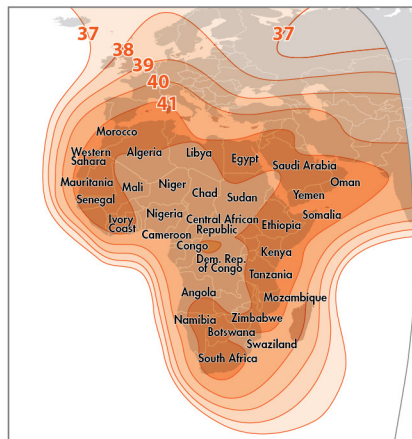 37
37
38
39
40
41
Morocco
Western
Sahara
Algeria
Libya
Egypt
Saudi Arabia
Mauritania
Mali
Niger
Chad
Sudan
Yemen
Oman
Senegal
Ivory
Coast
Nigeria
Central African
Republic
Somalia
Cameroon
Ethiopia
Congo
Dem. Rep.
of Congo
Kenya
Tanzania
Angola
Mozambique
Namibia
Zimbabwe
Botswana
Swaziland
South Africa